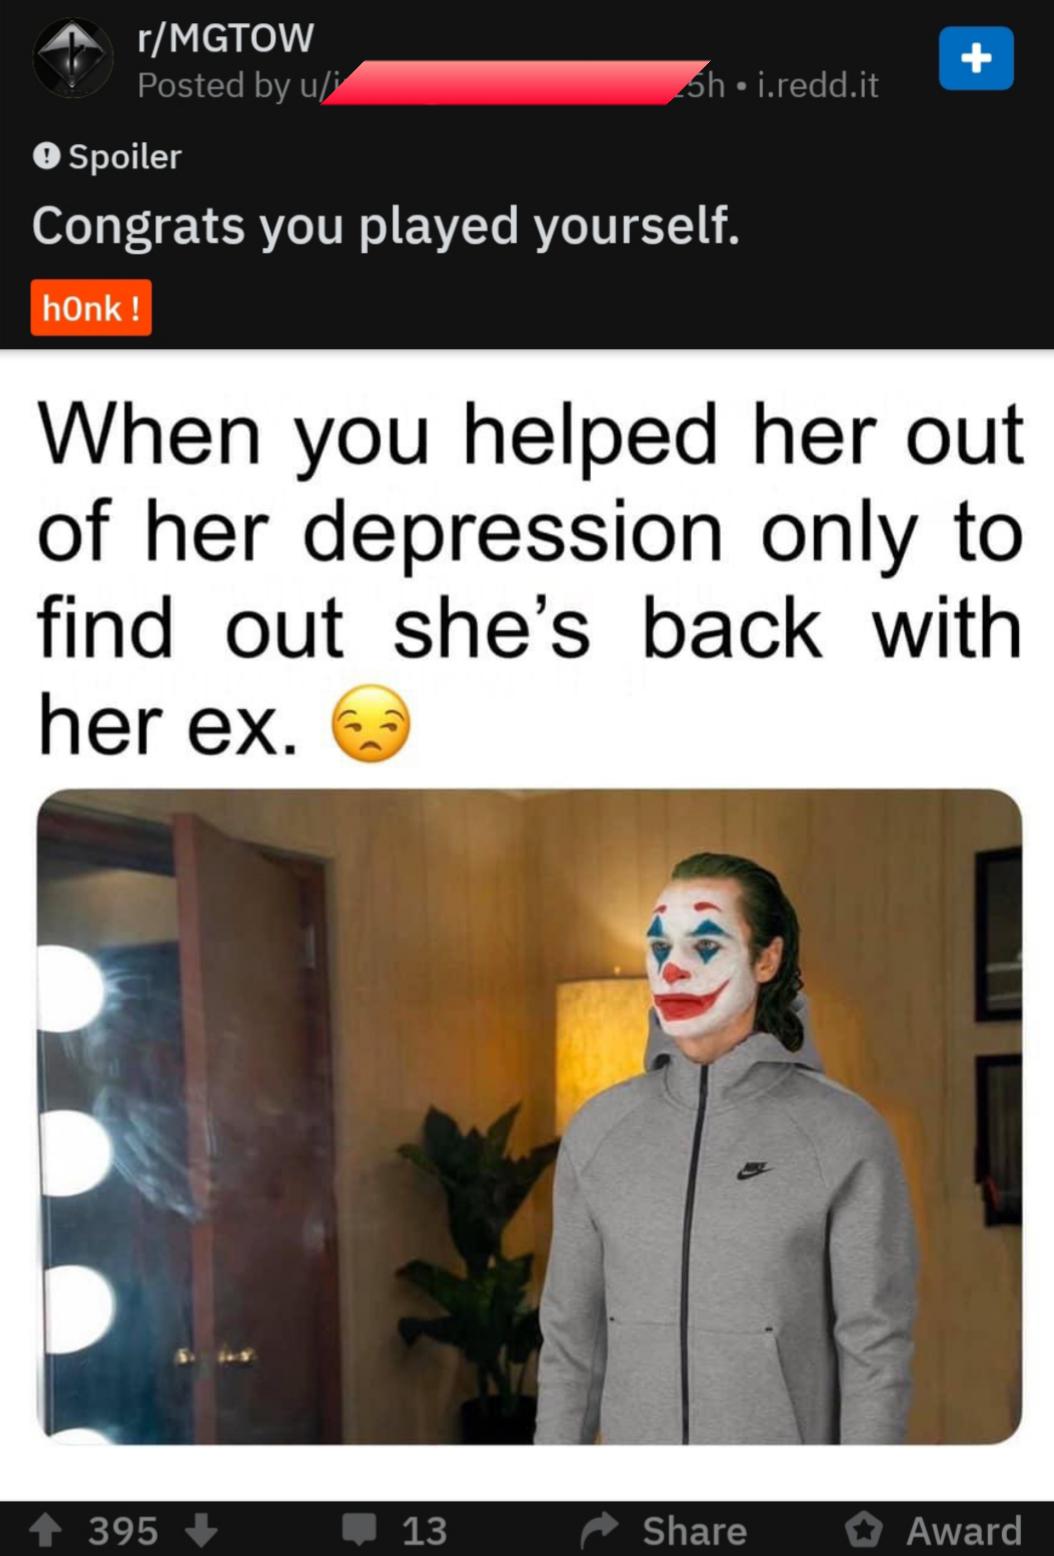 r/MGTOW
Posted by u/ 5h • i.redd.it
Spoiler
Congrats you played yourself.
h0nk !
When you helped her out
of her depression only to
find out she’s back with
her ex. 😒
NIKE
395 13 Share Award